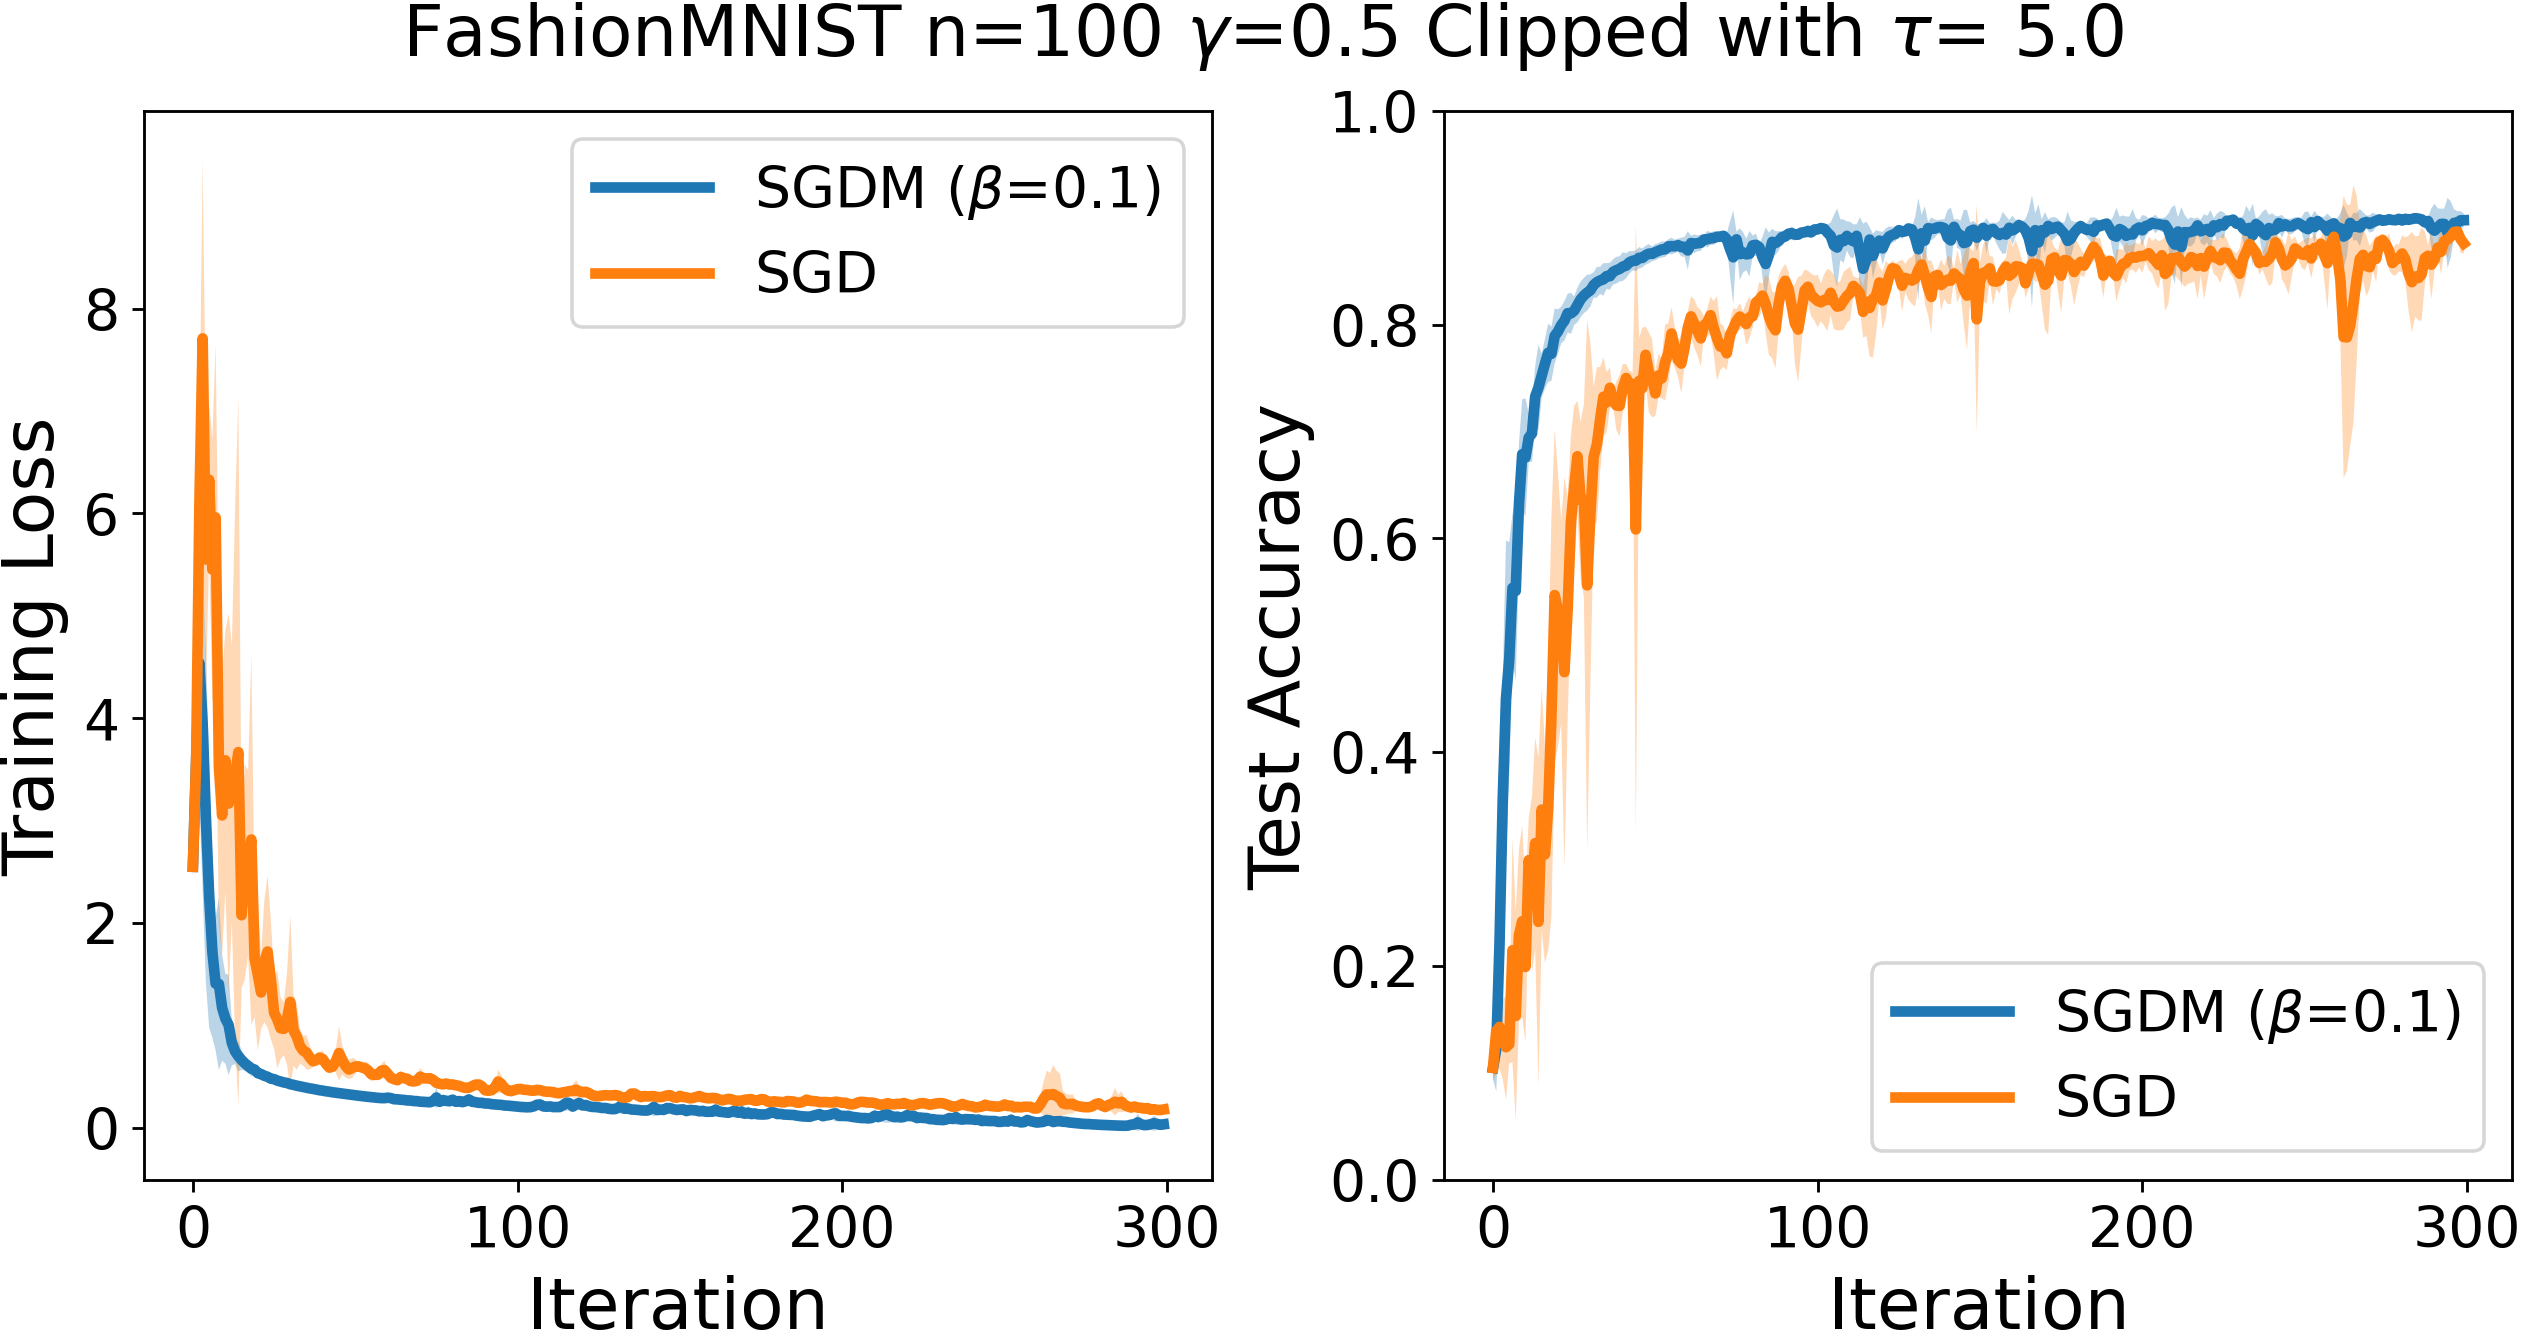 FashionMNIST n=100 γ=0.5 Clipped with τ= 5.0
Training Loss
8
6
4
2
0
0 100 200 300
Iteration
SGDM (β=0.1)
SGD
Test Accuracy
1.0
0.8
0.6
0.4
0.2
0.0
0 100 200 300
Iteration
SGDM (β=0.1)
SGD